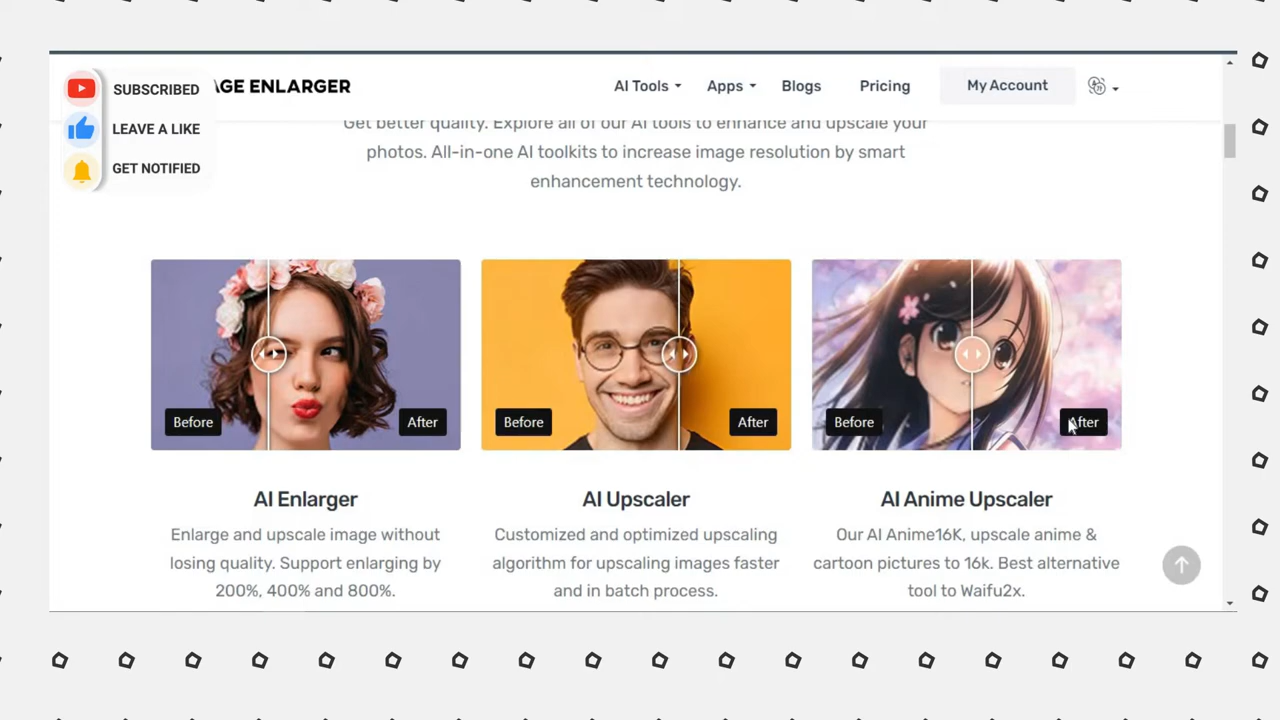 SUBSCRIBED
LEAVE A LIKE
GET NOTIFIED
AGE ENLARGER
AI Tools
Apps
Blogs
Pricing
My Account
Get better quality. Explore all of our AI tools to enhance and upscale your
photos. All-in-one AI toolkits to increase image resolution by smart
enhancement technology.
Before
After
Before
After
Before
After
AI Enlarger
Enlarge and upscale image without
losing quality. Support enlarging by
200%, 400% and 800%.
AI Upscaler
Customized and optimized upscaling
algorithm for upscaling images faster
and in batch process.
AI Anime Upscaler
Our AI Anime16K, upscale anime &
cartoon pictures to 16k. Best alternative
tool to Waifu2x.